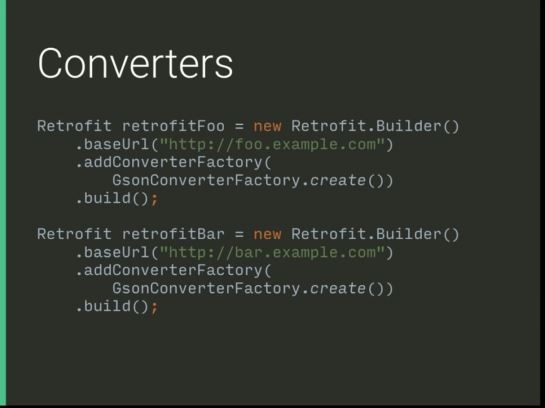 Converters
Retrofit retrofitFoo = new Retrofit.Builder()
    .baseUrl("http://foo.example.com")
    .addConverterFactory(
        GsonConverterFactory.create())
    .build();
Retrofit retrofitBar = new Retrofit.Builder()
    .baseUrl("http://bar.example.com")
    .addConverterFactory(
        GsonConverterFactory.create())
    .build();